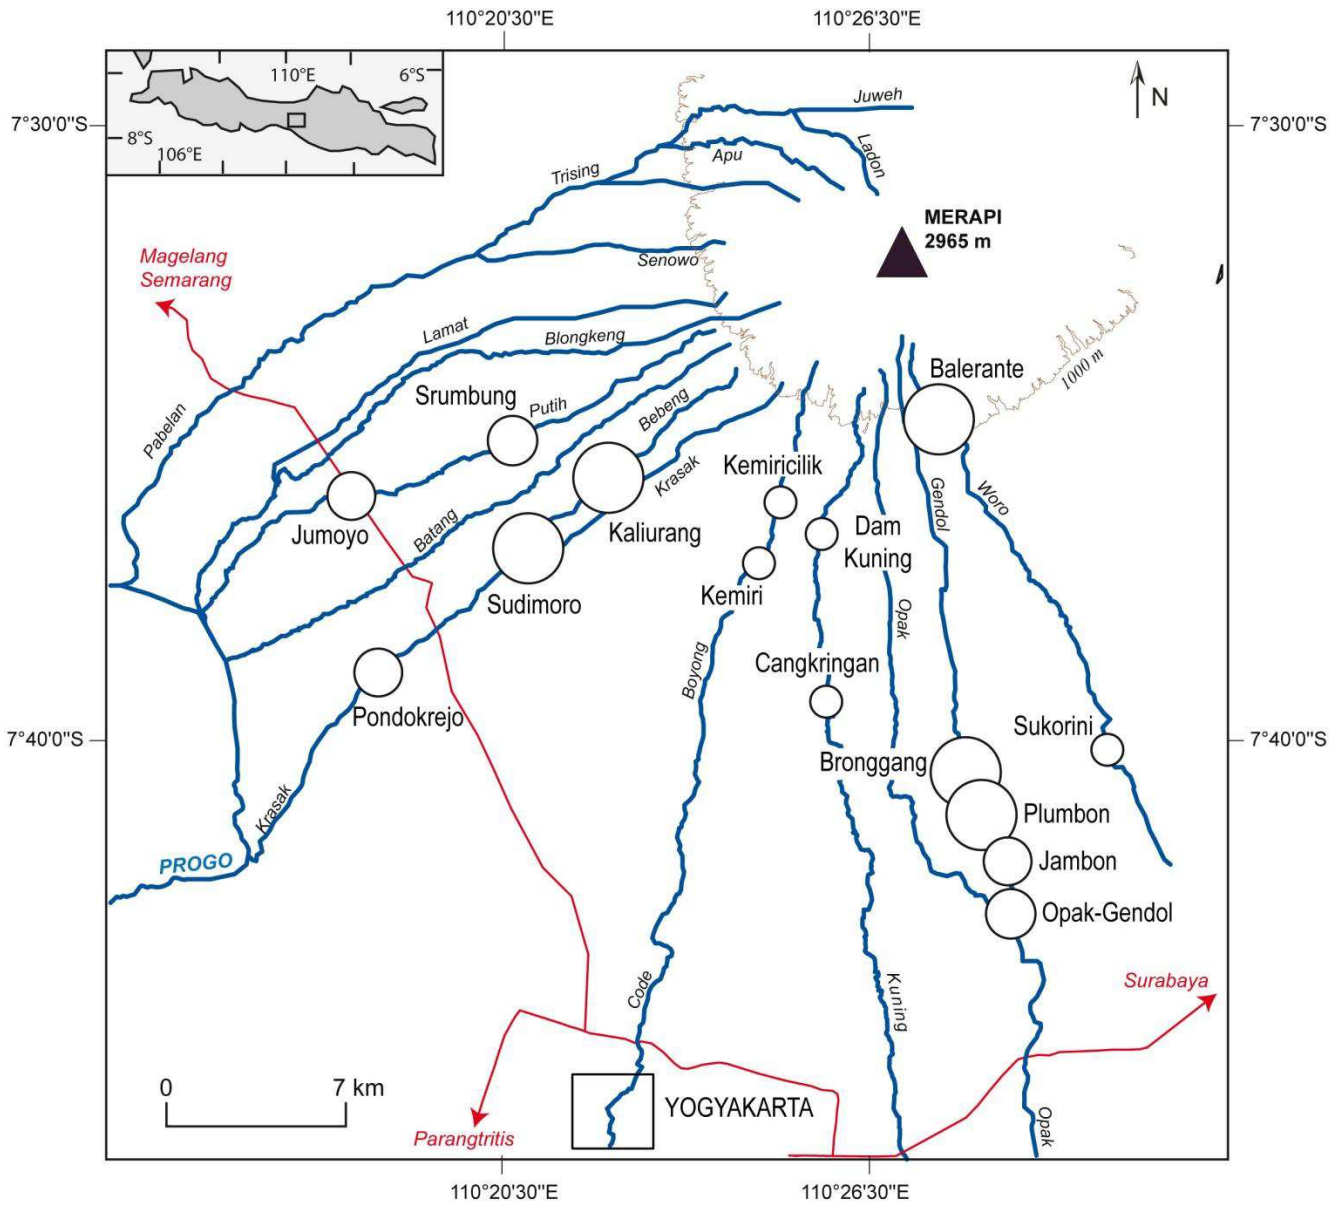 110°20'30"E
110°26'30"E
110°E
6°S
8°S
106°E
7°30'0"S
7°30'0"S
N
Juweh
Ladon
Apu
Trising
MERAPI
2965 m
Senowo
Magelang
Semarang
Lamat
Blongkeng
Balerante
1000 m
Srumbung
Putih
Bebeng
Pabelan
Kemiricilik
Krasak
Gendol
Woro
Jumoyo
Batang
Kaliurang
Dam
Kuning
Sudimoro
Kemiri
Opak
Boyong
Cangkringan
Pondokrejo
Sukorini
7°40'0"S
7°40'0"S
Bronggang
Krasak
Plumbon
PROGO
Jambon
Opak-Gendol
Code
Kuning
Surabaya
0
7 km
YOGYAKARTA
Opak
Parangtritis
110°20'30"E
110°26'30"E